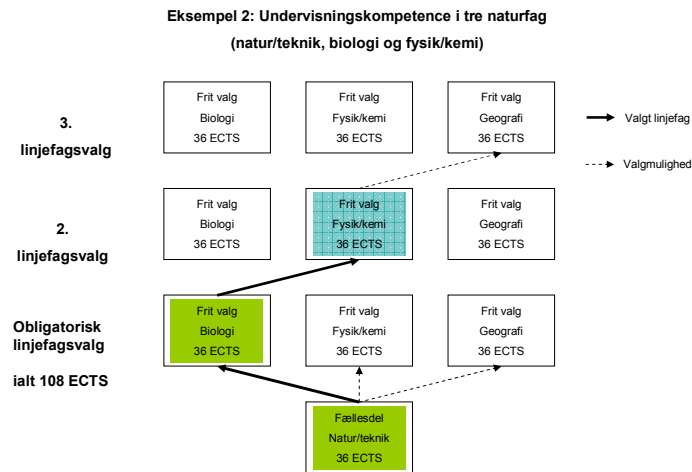 Eksempel 2: Undervisningskompetence i tre naturfag
(natur/teknik, biologi og fysik/kemi)
3.
linjefagsvalg
Frit valg
Biologi
36 ECTS
Frit valg
Fysik/kemi
36 ECTS
Frit valg
Geografi
36 ECTS
Valgt linjefag
Valgmulighed
2.
linjefagsvalg
Frit valg
Biologi
36 ECTS
Frit valg
Fysik/kemi
36 ECTS
Frit valg
Geografi
36 ECTS
Obligatorisk
linjefagsvalg
ialt 108 ECTS
Frit valg
Biologi
36 ECTS
Frit valg
Fysik/kemi
36 ECTS
Frit valg
Geografi
36 ECTS
Fællesdel
Natur/teknik
36 ECTS